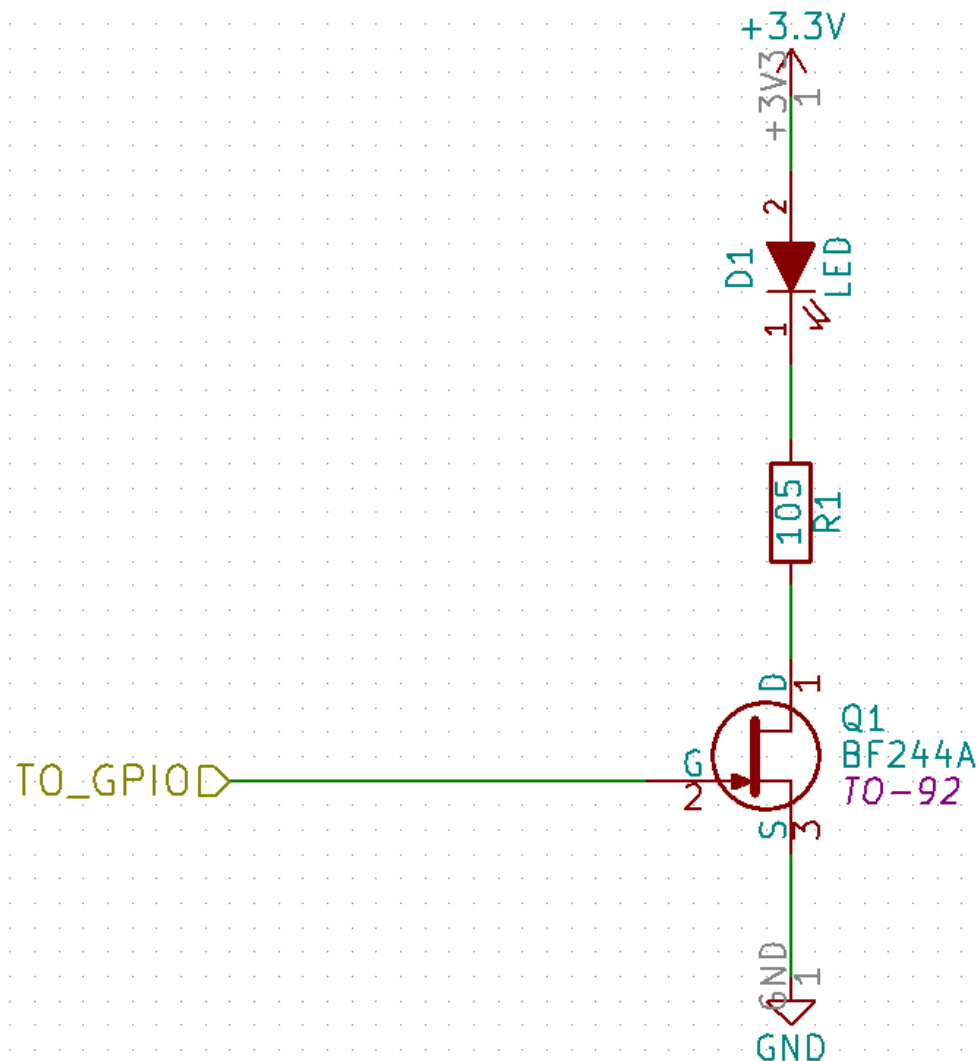 +3.3V
+3V3
1
2
D1
LED
1
105
R1
D
1
Q1
BF244A
TO-92
G
2
TO_GPIO
S
3
GND
1
GND